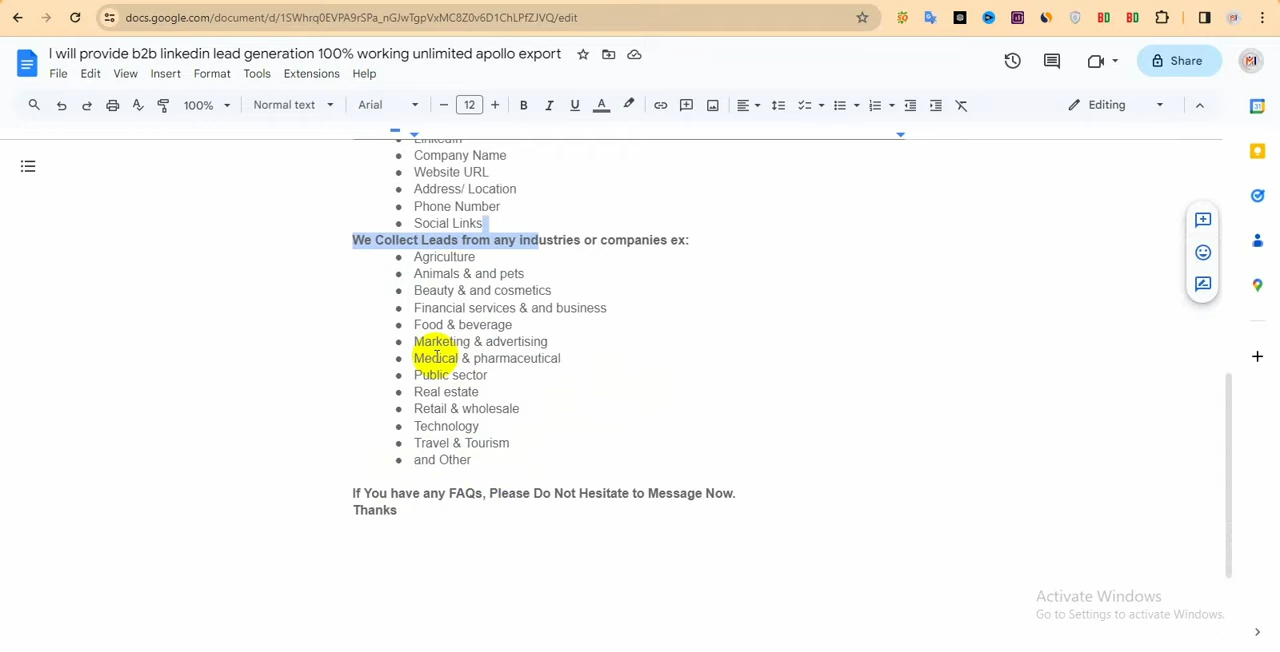 docs.google.com/document/d/1SWhrq0EVPA9rSPa_nGJwTgpVxMC8Z0v6D1ChLPfZJVQ/edit
I will provide b2b linkedin lead generation 100% working unlimited apollo export
File Edit View Insert Format Tools Extensions Help
Share
100% Normal text Arial 12 B I U A Editing
LinkedIn
Company Name
Website URL
Address/ Location
Phone Number
Social Links
We Collect Leads from any industries or companies ex:
Agriculture
Animals & and pets
Beauty & and cosmetics
Financial services & and business
Food & beverage
Marketing & advertising
Medical & pharmaceutical
Public sector
Real estate
Retail & wholesale
Technology
Travel & Tourism
and Other
If You have any FAQs, Please Do Not Hesitate to Message Now.
Thanks
Activate Windows
Go to Settings to activate Windows.